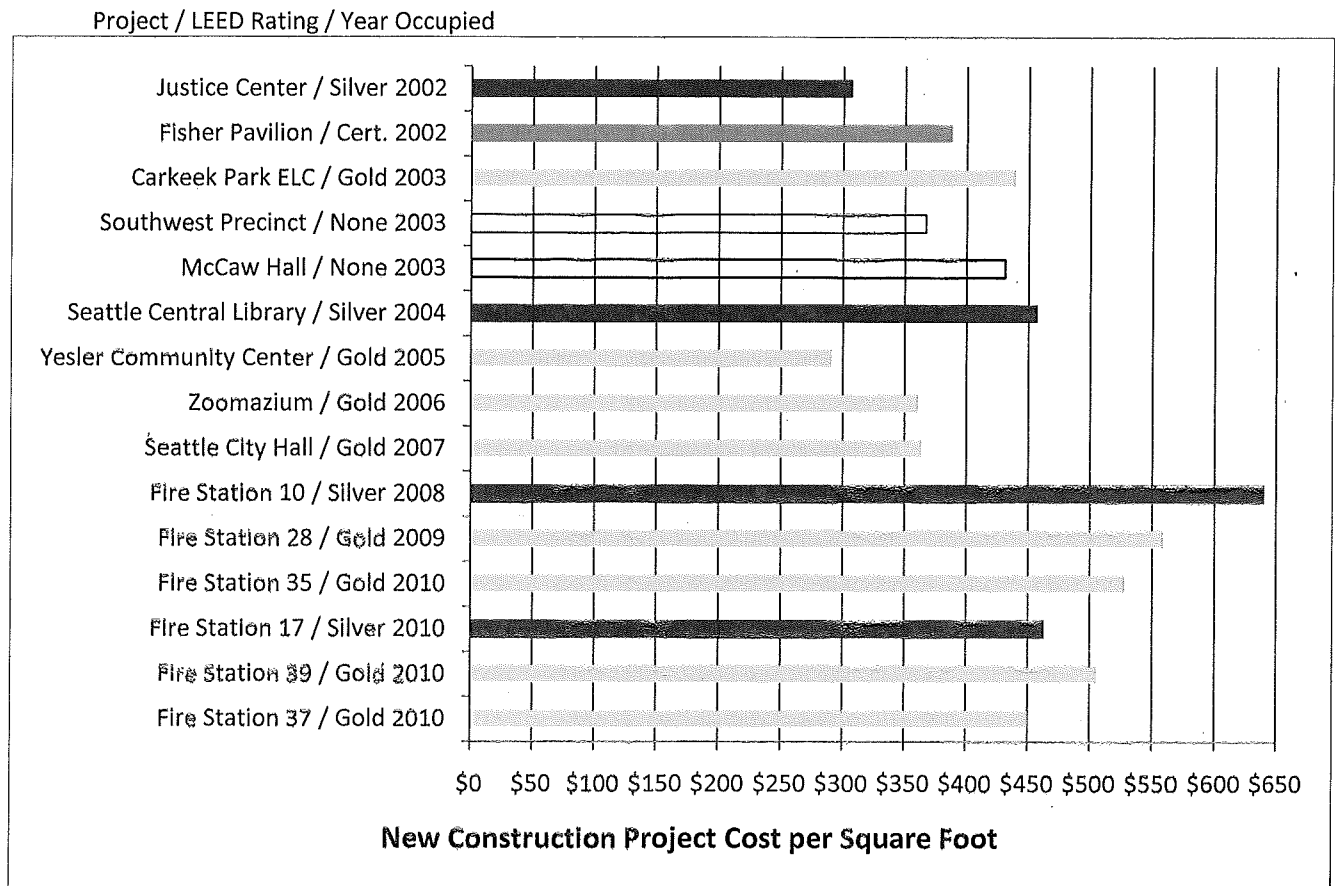 Project / LEED Rating / Year Occupied
Justice Center / Silver 2002
Fisher Pavilion / Cert. 2002
Carkeek Park ELC / Gold 2003
Southwest Precinct / None 2003
McCaw Hall / None 2003
Seattle Central Library / Silver 2004
Yesler Community Center / Gold 2005
Zoomazium / Gold 2006
Seattle City Hall / Gold 2007
Fire Station 10 / Silver 2008
Fire Station 28 / Gold 2009
Fire Station 35 / Gold 2010
Fire Station 17 / Silver 2010
Fire Station 39 / Gold 2010
Fire Station 37 / Gold 2010
$0 $50 $100 $150 $200 $250 $300 $350 $400 $450 $500 $550 $600 $650
New Construction Project Cost per Square Foot